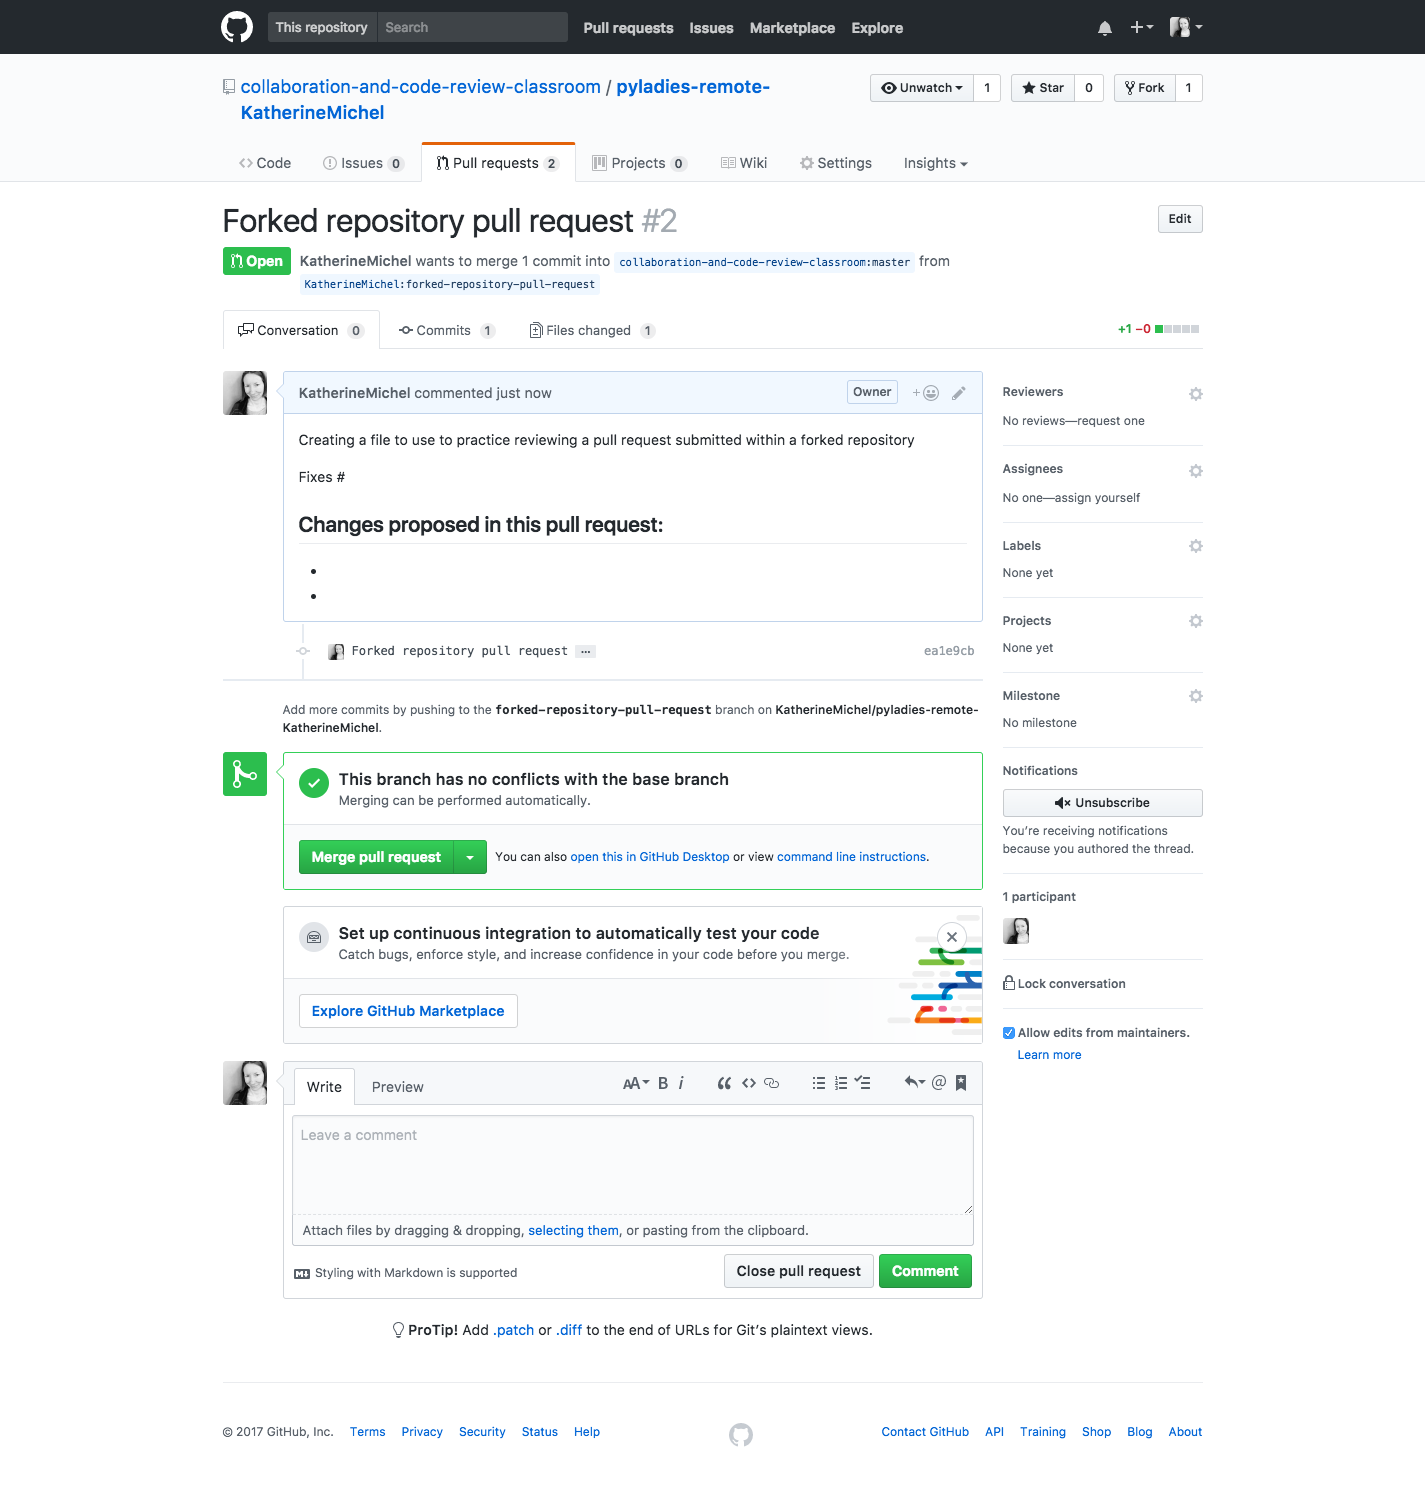 This repository Search Pull requests Issues Marketplace Explore
collaboration-and-code-review-classroom / pyladies-remote-
KatherineMichel
Unwatch 1 Star 0 Fork 1
Code Issues 0 Pull requests 2 Projects 0 Wiki Settings Insights
Forked repository pull request #2
Edit
Open KatherineMichel wants to merge 1 commit into collaboration-and-code-review-classroom:master from
KatherineMichel:forked-repository-pull-request
Conversation 0 Commits 1 Files changed 1 +1 −0
KatherineMichel commented just now Owner
Creating a file to use to practice reviewing a pull request submitted within a forked repository
Fixes #
Changes proposed in this pull request:
•
•
Forked repository pull request … ea1e9cb
Add more commits by pushing to the forked-repository-pull-request branch on KatherineMichel/pyladies-remote-
KatherineMichel.
This branch has no conflicts with the base branch
Merging can be performed automatically.
Merge pull request You can also open this in GitHub Desktop or view command line instructions.
Set up continuous integration to automatically test your code
Catch bugs, enforce style, and increase confidence in your code before you merge.
Explore GitHub Marketplace
Write Preview AA B i
Leave a comment
Attach files by dragging & dropping, selecting them, or pasting from the clipboard.
Styling with Markdown is supported
Close pull request Comment
ProTip! Add .patch or .diff to the end of URLs for Git’s plaintext views.
Reviewers
No reviews—request one
Assignees
No one—assign yourself
Labels
None yet
Projects
None yet
Milestone
No milestone
Notifications
Unsubscribe
You’re receiving notifications
because you authored the thread.
1 participant
Lock conversation
Allow edits from maintainers.
Learn more
© 2017 GitHub, Inc. Terms Privacy Security Status Help
Contact GitHub API Training Shop Blog About